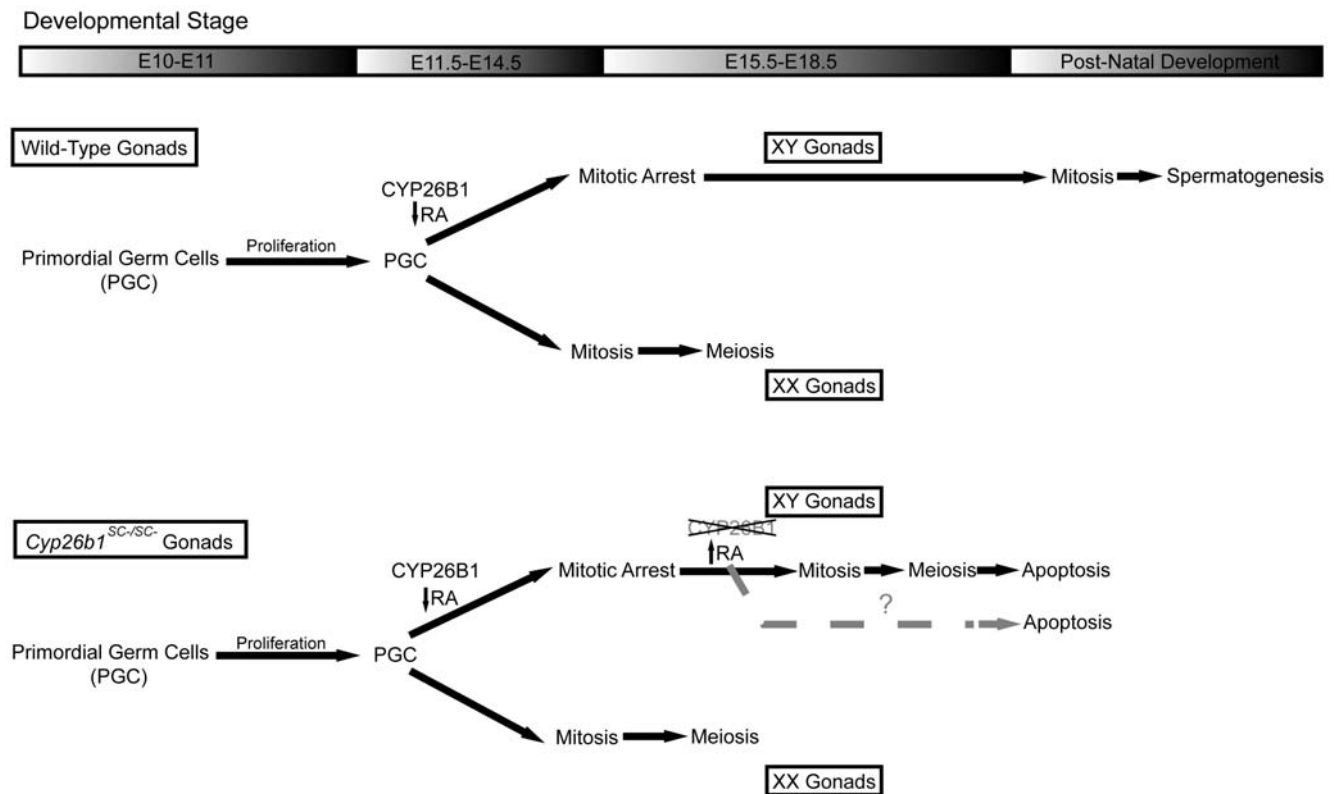 Developmental Stage
E10-E11 E11.5-E14.5 E15.5-E18.5 Post-Natal Development
Wild-Type Gonads
XY Gonads
CYP26B1
RA
Mitotic Arrest Mitosis Spermatogenesis
Primordial Germ Cells
(PGC)
Proliferation
PGC
Mitosis Meiosis
XX Gonads
Cyp26b1SC-/SC- Gonads
XY Gonads
CYP26B1
RA
CYP26B1
RA
Mitotic Arrest Mitosis Meiosis Apoptosis
?
Apoptosis
Primordial Germ Cells
(PGC)
Proliferation
PGC
Mitosis Meiosis
XX Gonads